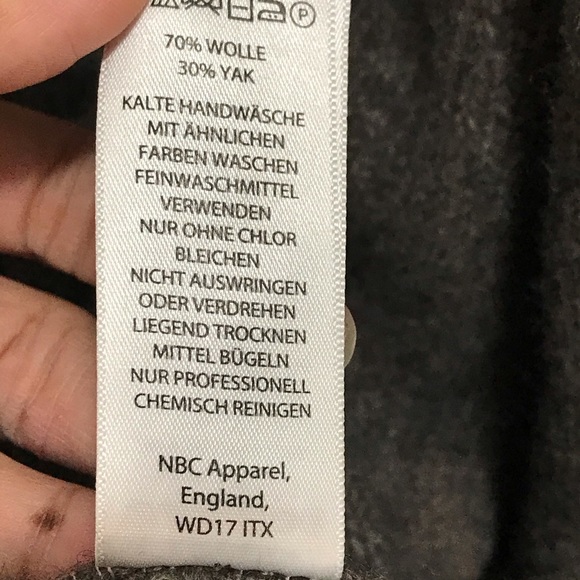 P
70% WOLLE
30% YAK
KALTE HANDWÄSCHE
MIT ÄHNLICHEN
FARBEN WASCHEN
FEINWASCHMITTEL
VERWENDEN
NUR OHNE CHLOR
BLEICHEN
NICHT AUSWRINGEN
ODER VERDREHEN
LIEGEND TROCKNEN
MITTEL BÜGELN
NUR PROFESSIONELL
CHEMISCH REINIGEN
NBC Apparel,
England,
WD17 ITX